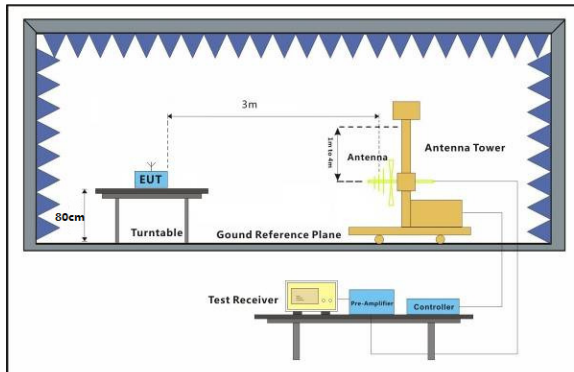 3m
1m to 4m
Antenna
Antenna Tower
EUT
80cm
Turntable
Gound Reference Plane
Test Receiver
Pre-Amplifier
Controller